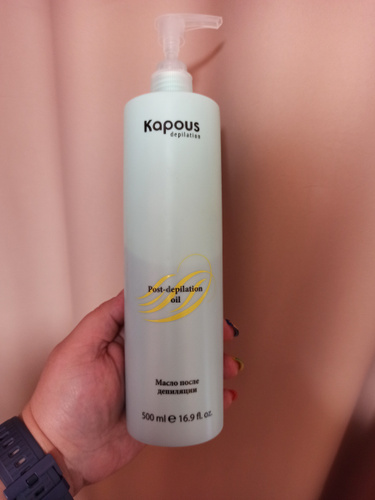 Kapous
depilation
Post-depilation
oil
Масло после
депиляции
500 ml ℮ 16.9 fl. oz.